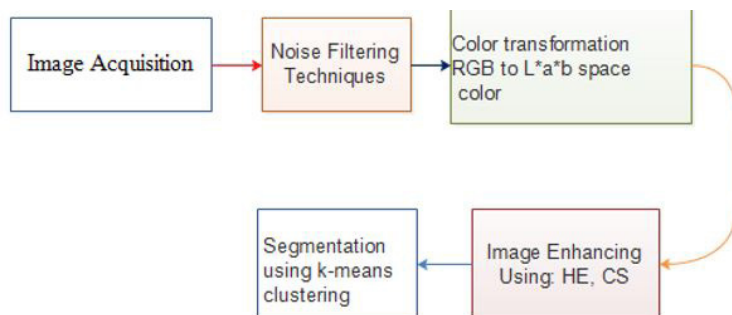 Image Acquisition
Noise Filtering
Techniques
Color transformation
RGB to L*a*b space
color
Image Enhancing
Using: HE, CS
Segmentation
using k-means
clustering